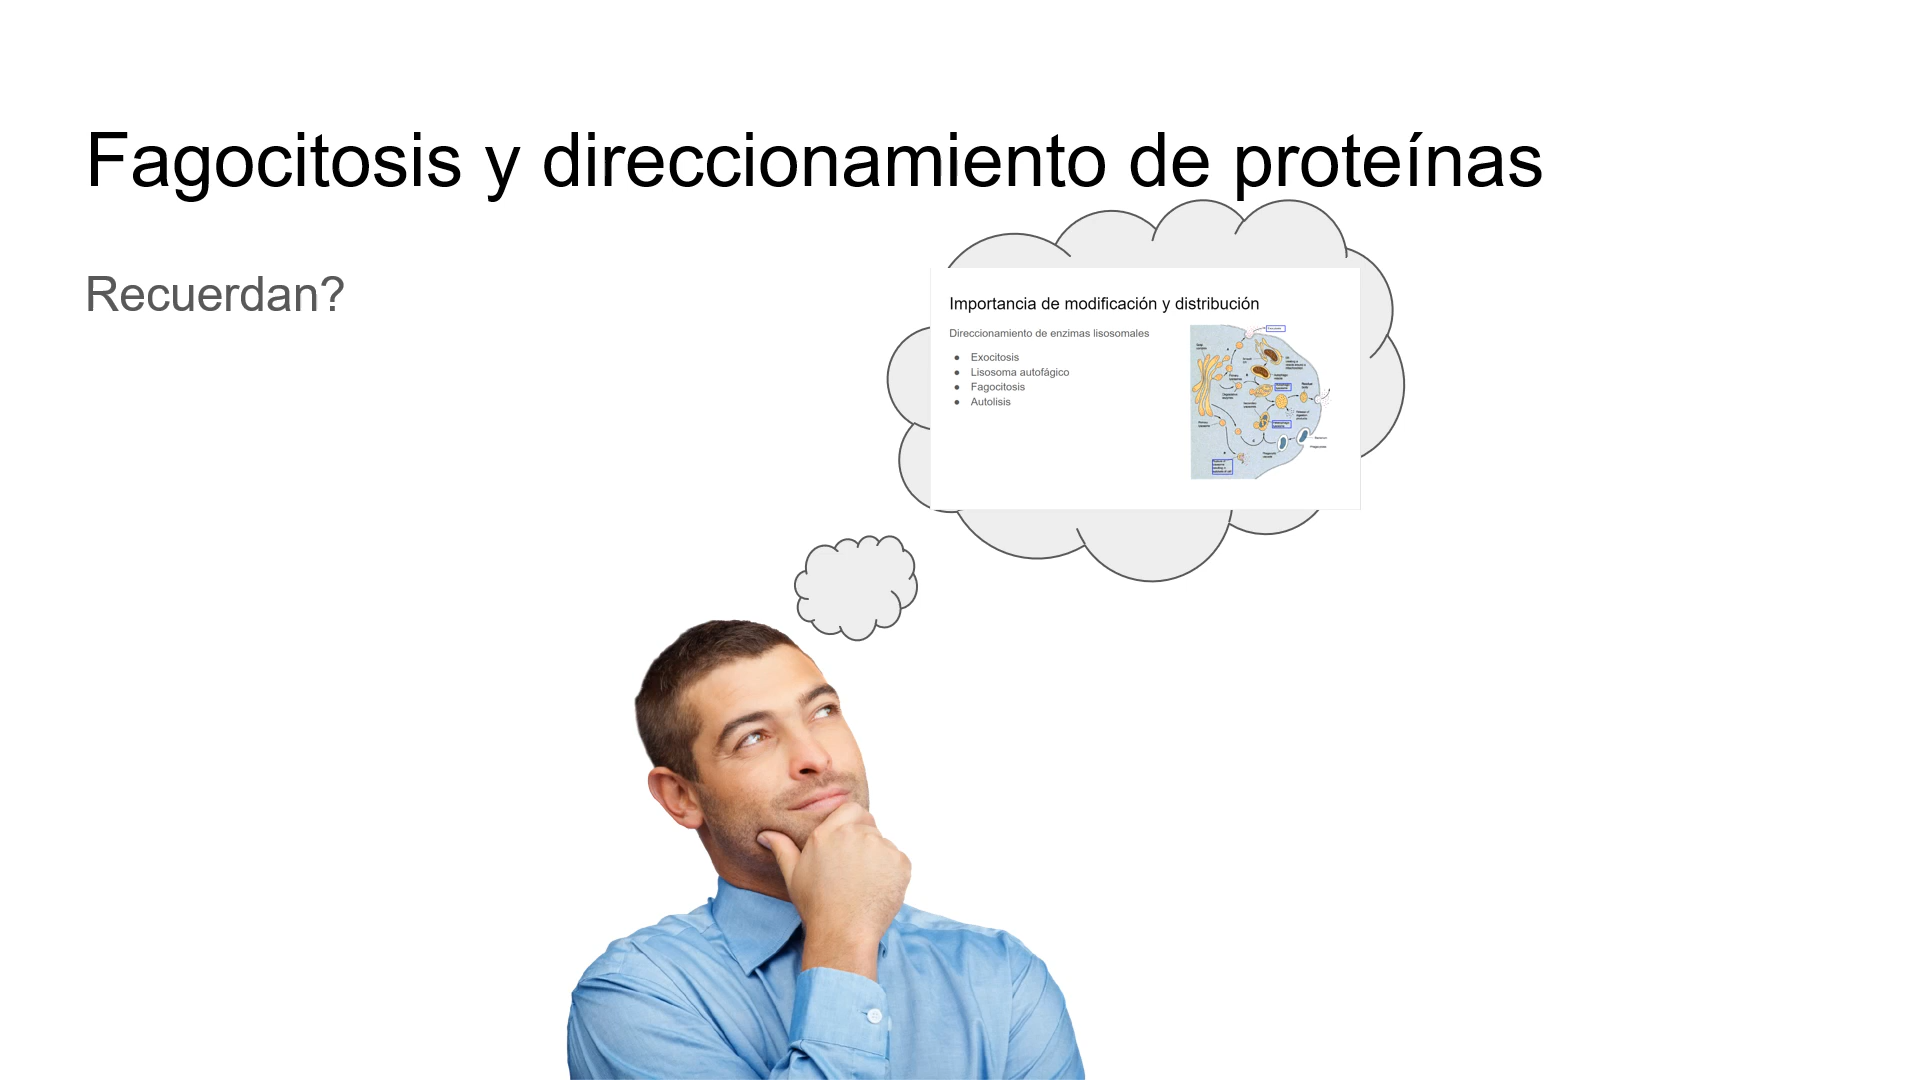 Fagocitosis y direccionamiento de proteínas
Recuerdan?
Importancia de modificación y distribución
Direccionamiento de enzimas lisosomales
● Exocitosis
● Lisosoma autofágico
● Fagocitosis
● Autolisis